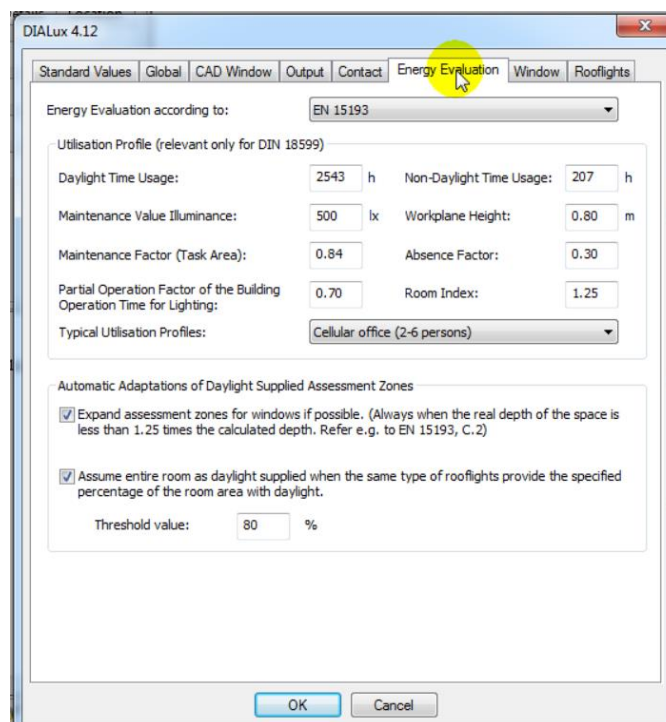 DIALux 4.12
Standard Values Global CAD Window Output Contact Energy Evaluation Window Rooflights
Energy Evaluation according to: EN 15193
Utilisation Profile (relevant only for DIN 18599)
Daylight Time Usage: 2543 h Non-Daylight Time Usage: 207 h
Maintenance Value Illuminance: 500 lx Workplane Height: 0.80 m
Maintenance Factor (Task Area): 0.84 Absence Factor: 0.30
Partial Operation Factor of the Building
Operation Time for Lighting: 0.70 Room Index: 1.25
Typical Utilisation Profiles: Cellular office (2-6 persons)
Automatic Adaptations of Daylight Supplied Assessment Zones
Expand assessment zones for windows if possible. (Always when the real depth of the space is
less than 1.25 times the calculated depth. Refer e.g. to EN 15193, C.2)
Assume entire room as daylight supplied when the same type of rooflights provide the specified
percentage of the room area with daylight.
Threshold value: 80 %
OK Cancel